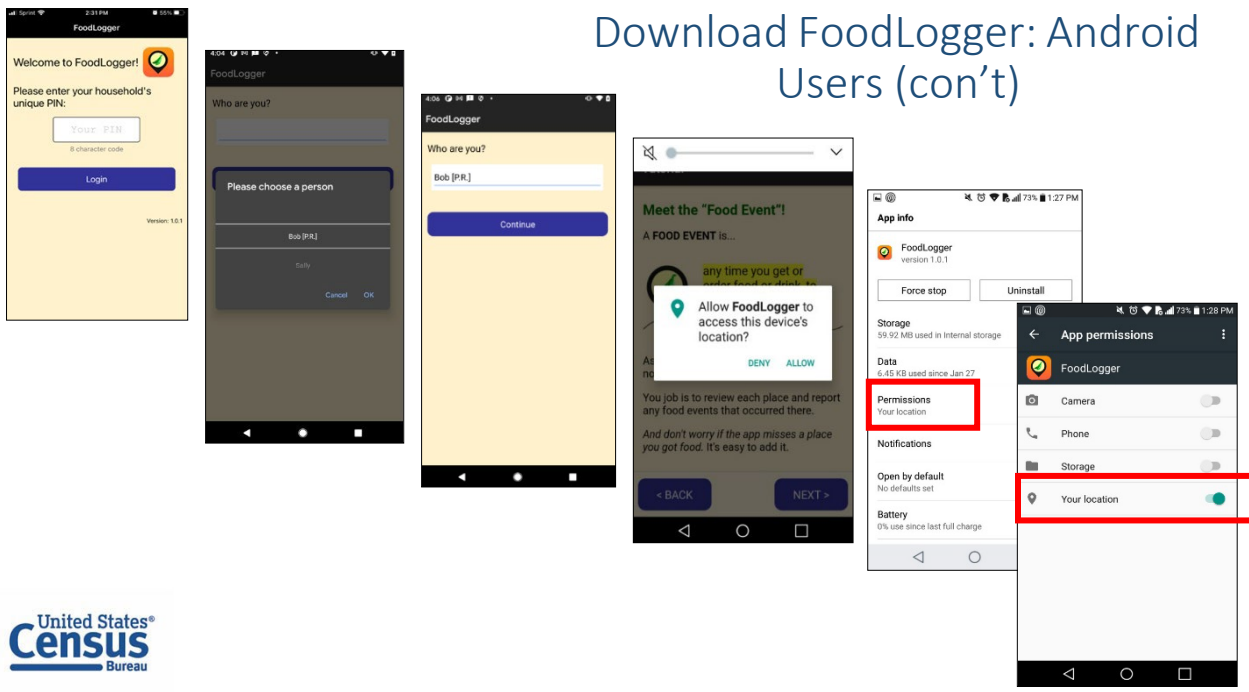 Download FoodLogger: Android
Users (con’t)
Sprint 2:31 PM 55%
FoodLogger
Welcome to FoodLogger!
Please enter your household's
unique PIN:
Your PIN
8 character code
Login
Version: 1.0.1
4:04
FoodLogger
Who are you?
Please choose a person
Bob [P.R.]
Sally
Cancel OK
4:06
FoodLogger
Who are you?
Bob [P.R.]
Continue
Meet the "Food Event"!
A FOOD EVENT is...
any time you get or
order food or drink, to
Allow FoodLogger to
access this device's
location?
DENY ALLOW
As
no
You job is to review each place and report
any food events that occurred there.
And don't worry if the app misses a place
you got food. It's easy to add it.
< BACK NEXT >
73% 1:27 PM
App info
FoodLogger
version 1.0.1
Force stop Uninstall
Storage
59.92 MB used in Internal storage
Data
6.45 KB used since Jan 27
Permissions
Your location
Notifications
Open by default
No defaults set
Battery
0% use since last full charge
73% 1:28 PM
App permissions
FoodLogger
Camera
Phone
Storage
Your location
United States®
Census
Bureau